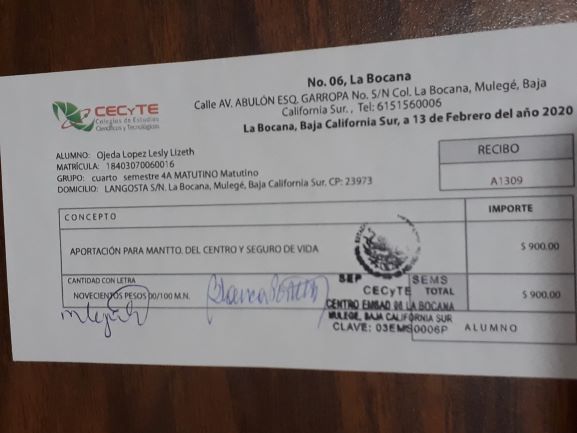 No. 06, La Bocana
Calle AV. ABULÓN ESQ. GARROPA No. S/N Col. La Bocana, Mulegé, Baja
California Sur. , Tel: 6151560006
La Bocana, Baja California Sur, a 13 de Febrero del año 2020
CECyTE
Colegios de Estudios
Científicos y Tecnológicos
ALUMNO: Ojeda Lopez Lesly Lizeth
MATRÍCULA: 18403070060016
GRUPO: cuarto semestre 4A MATUTINO Matutino
DOMICILIO: LANGOSTA S/N. La Bocana, Mulegé, Baja California Sur, CP: 23973
RECIBO
A1309
CONCEPTO
IMPORTE
APORTACIÓN PARA MANTTO. DEL CENTRO Y SEGURO DE VIDA
$ 900.00
CANTIDAD CON LETRA
NOVECIENTOS PESOS 00/100 M.N.
TOTAL
$ 900.00
SEP SEMS
CECyTE
CENTRO EMSAD 06 LA BOCANA
MULEGE, BAJA CALIFORNIA SUR
CLAVE: 03EMS0006P
ALUMNO